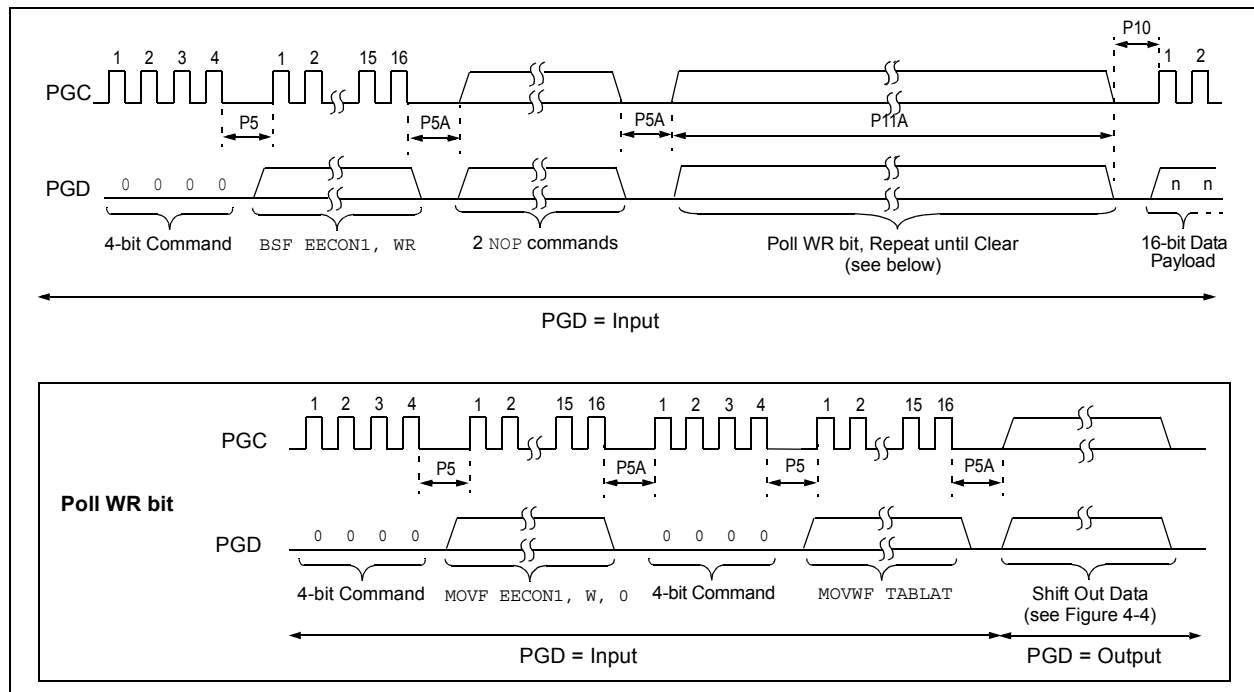 P10
1 2 3 4 1 2 15 16 1 2
PGC
P5 P5A P5A P11A
PGD 0 0 0 0 n n
4-bit Command BSF EECON1, WR 2 NOP commands Poll WR bit, Repeat until Clear 16-bit Data
(see below) Payload
PGD = Input
1 2 3 4 1 2 15 16 1 2 3 4 1 2 15 16
PGC
P5 P5A P5 P5A
Poll WR bit
PGD 0 0 0 0 0 0 0 0
4-bit Command MOVF EECON1, W, 0 4-bit Command MOVWF TABLAT Shift Out Data
(see Figure 4-4)
PGD = Input PGD = Output